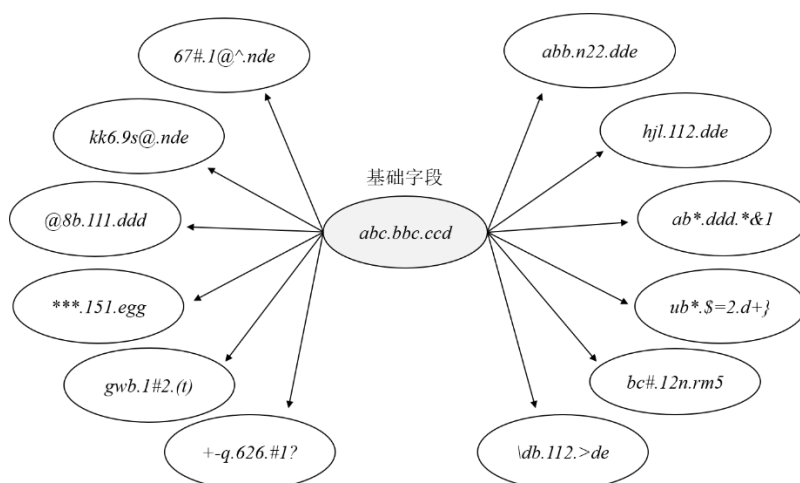 67#.1@^.nde
abb.n22.dde
kk6.9s@.nde
hjl.112.dde
基础字段
@8b.111.ddd
abc.bbc.ccd
ab*.ddd.*&1
***.151.egg
ub*.$=2.d+}
gwb.1#2.(t)
bc#.12n.rm5
+-q.626.#1?
\db.112.>de